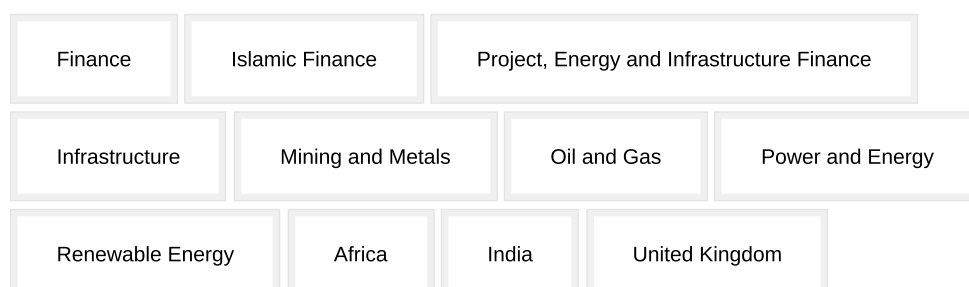 Finance Islamic Finance Project, Energy and Infrastructure Finance
Infrastructure Mining and Metals Oil and Gas Power and Energy
Renewable Energy Africa India United Kingdom